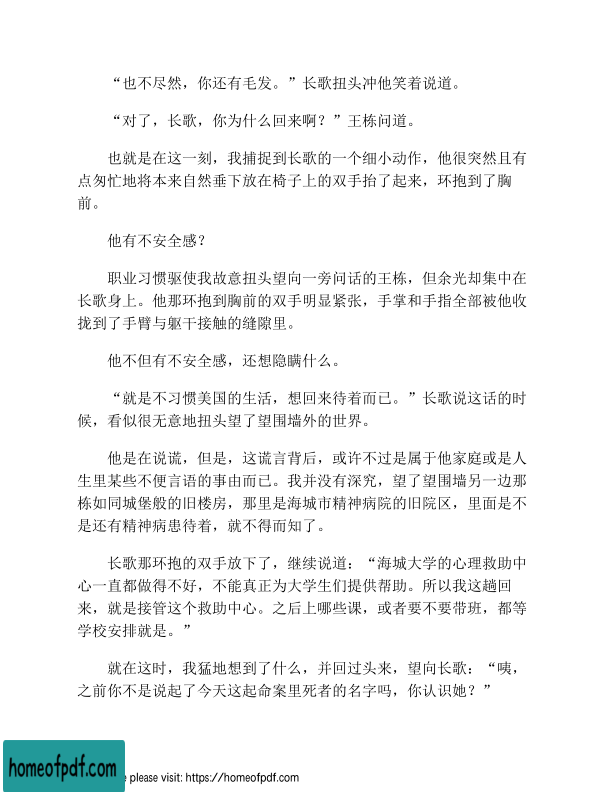 “也不尽然，你还有毛发。”长歌扭头冲他笑着说道。
“对了，长歌，你为什么回来啊？”王栋问道。
也就是在这一刻，我捕捉到长歌的一个细小动作，他很突然且有
点匆忙地将本来自然垂下放在椅子上的双手抬了起来，环抱到了胸
前。
他有不安全感？
职业习惯驱使我故意扭头望向一旁问话的王栋，但余光却集中在
长歌身上。他那环抱到胸前的双手明显紧张，手掌和手指全部被他收
拢到了手臂与躯干接触的缝隙里。
他不但有不安全感，还想隐瞒什么。
“就是不习惯美国的生活，想回来待着而已。”长歌说这话的时
候，看似很无意地扭头望了望围墙外的世界。
他是在说谎，但是，这谎言背后，或许不过是属于他家庭或是人
生里某些不便言语的事由而已。我并没有深究，望了望围墙另一边那
栋如同城堡般的旧楼房，那里是海城市精神病院的旧院区，里面是不
是还有精神病患待着，就不得而知了。
长歌那环抱的双手放下了，继续说道：“海城大学的心理救助中
心一直都做得不好，不能真正为大学生们提供帮助。所以我这趟回
来，就是接管这个救助中心。之后上哪些课，或者要不要带班，都等
学校安排就是。”
就在这时，我猛地想到了什么，并回过头来，望向长歌：“咦，
之前你不是说起了今天这起命案里死者的名字吗，你认识她？”
homeofpdf.com
e please visit: https://homeofpdf.com